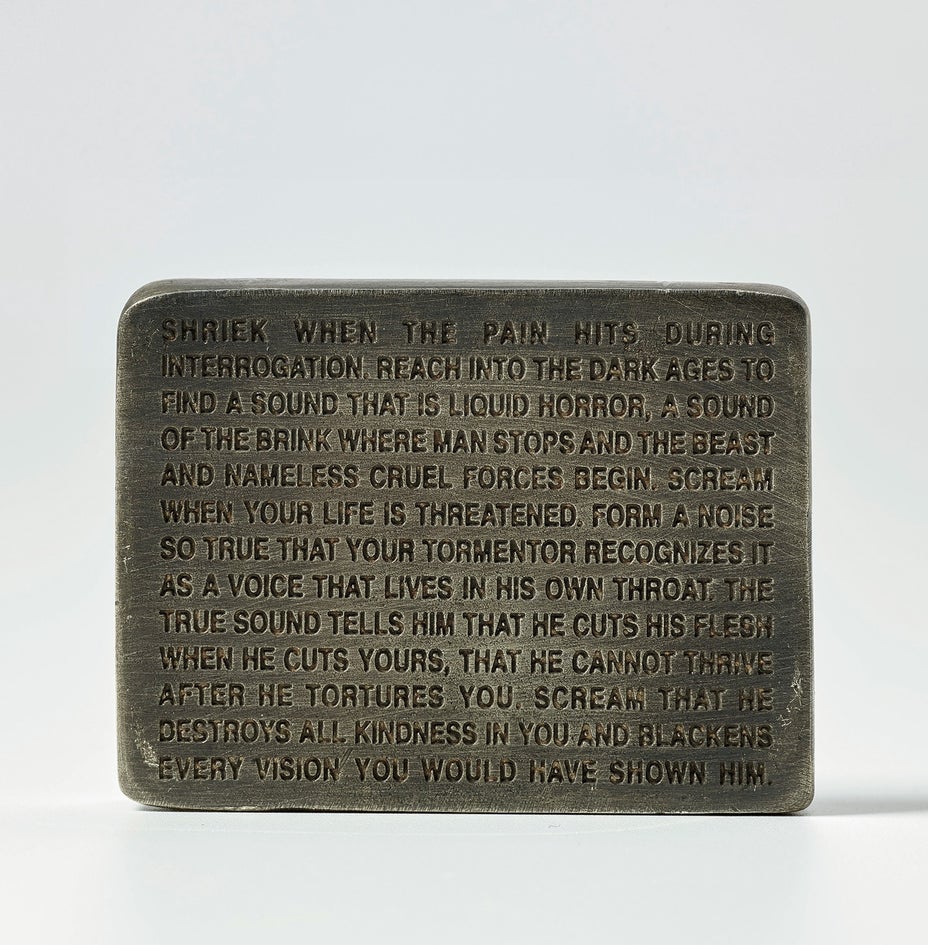 SHRIEK WHEN THE PAIN HITS DURING
INTERROGATION. REACH INTO THE DARK AGES TO
FIND A SOUND THAT IS LIQUID HORROR, A SOUND
OF THE BRINK WHERE MAN STOPS AND THE BEAST
AND NAMELESS CRUEL FORCES BEGIN. SCREAM
WHEN YOUR LIFE IS THREATENED. FORM A NOISE
SO TRUE THAT YOUR TORMENTOR RECOGNIZES IT
AS A VOICE THAT LIVES IN HIS OWN THROAT. THE
TRUE SOUND TELLS HIM THAT HE CUTS HIS FLESH
WHEN HE CUTS YOURS, THAT HE CANNOT THRIVE
AFTER HE TORTURES YOU. SCREAM THAT HE
DESTROYS ALL KINDNESS IN YOU AND BLACKENS
EVERY VISION YOU WOULD HAVE SHOWN HIM.